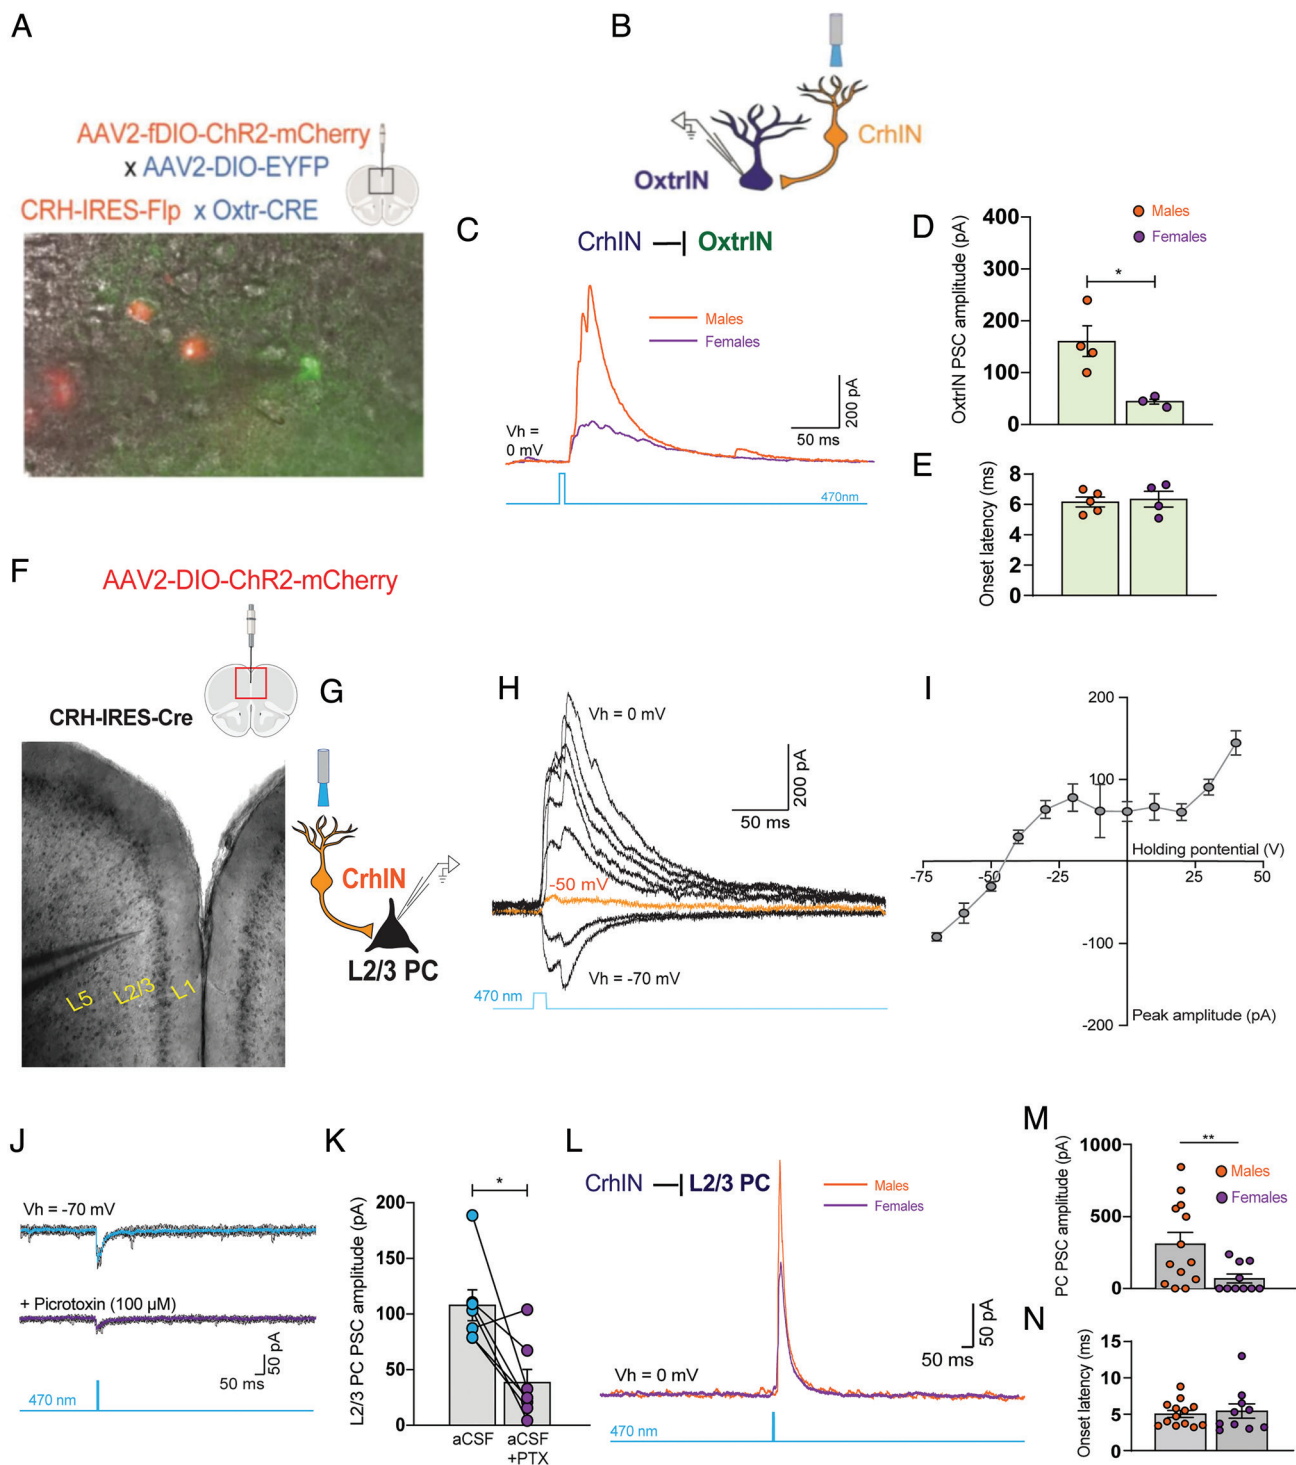 A
AAV2-fDIO-ChR2-mCherry
x AAV2-DIO-EYFP
CRH-IRES-Flp x Oxtr-CRE
B
OxtrIN
CrhIN
C
CrhIN OxtrIN
Males
Females
Vh =
0 mV
200 pA
50 ms
470nm
D
OxtrIN PSC amplitude (pA)
400
300
200
100
0
*
Males
Females
E
Onset latency (ms)
8
6
4
2
0
F
AAV2-DIO-ChR2-mCherry
CRH-IRES-Cre
L5
L2/3
L1
G
CrhIN
L2/3 PC
H
Vh = 0 mV
200 pA
50 ms
-50 mV
Vh = -70 mV
470 nm
I
200
100
Holding pontential (V)
-75
-50
-25
25
50
-100
-200
Peak amplitude (pA)
J
Vh = -70 mV
+ Picrotoxin (100 µM)
50 pA
50 ms
470 nm
K
L2/3 PC PSC amplitude (pA)
200
150
100
50
0
*
aCSF
aCSF
+PTX
L
CrhIN L2/3 PC
Males
Females
Vh = 0 mV
50 pA
50 ms
470 nm
M
PC PSC amplitude (pA)
1000
500
0
**
Males
Females
N
Onset latency (ms)
15
10
5
0